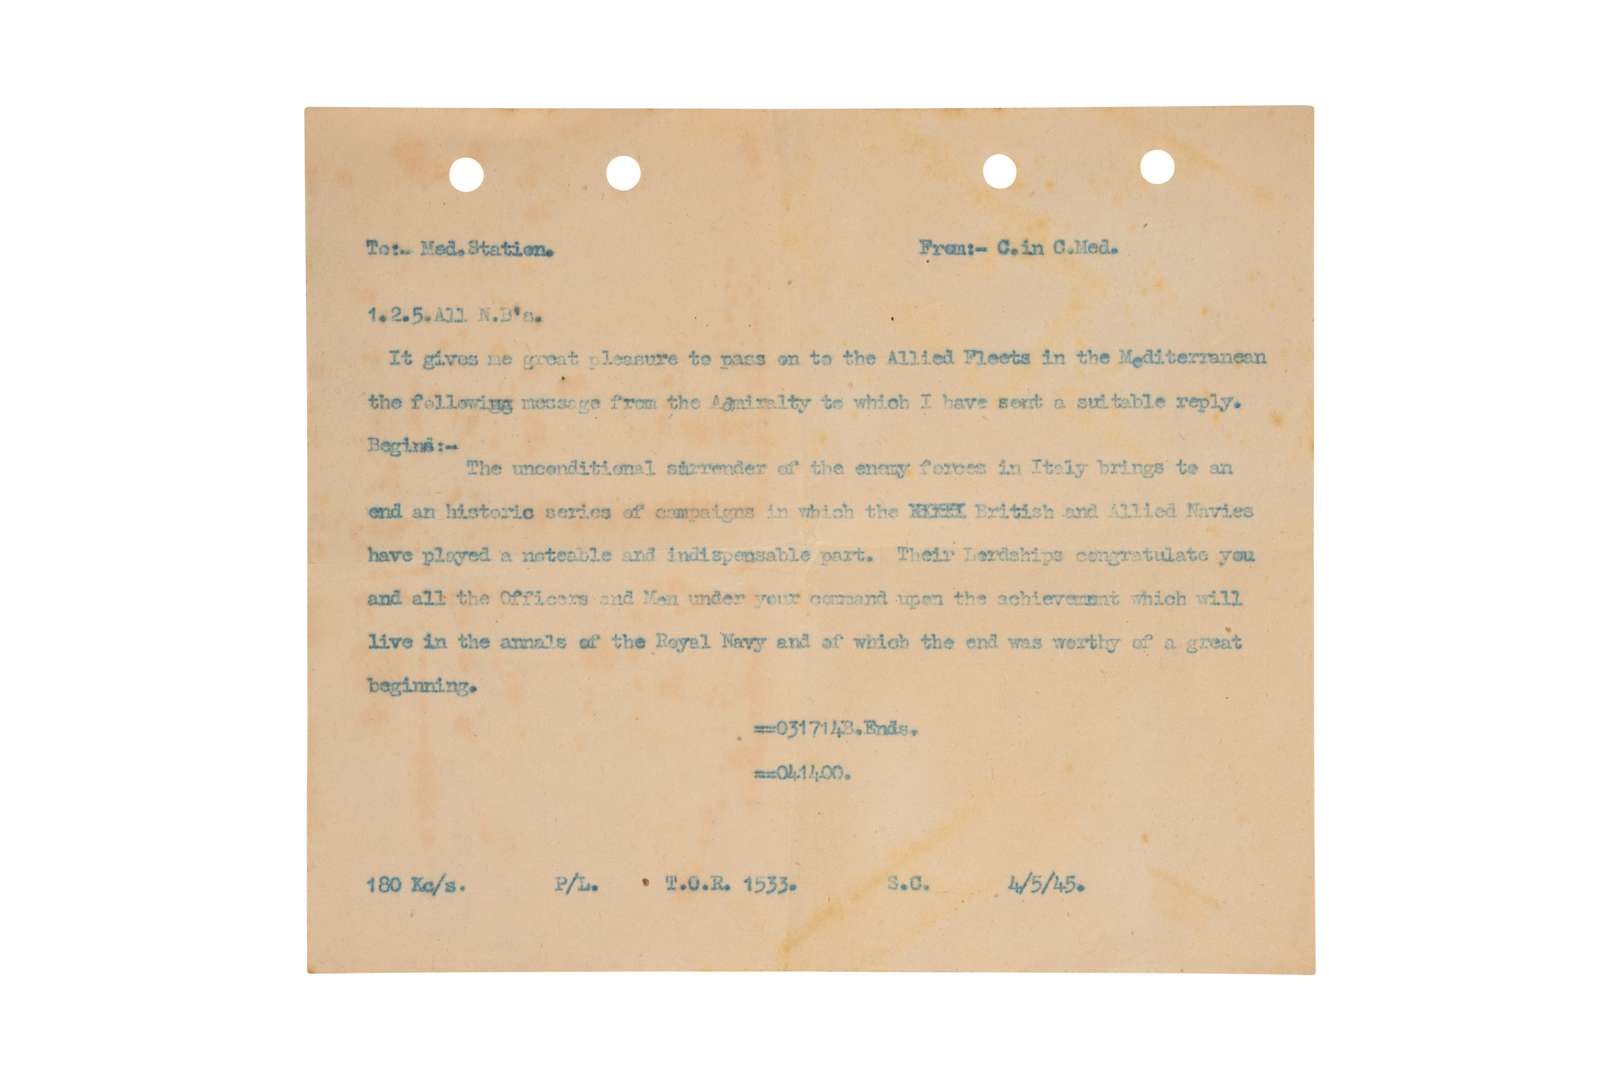 To:- Med.Station. From:- C.in C.Med.
1.2.5.All N.B's.
It gives me great pleasure to pass on to the Allied Fleets in the Mediterranean
the following message from the Admiralty to which I have sent a suitable reply.
Begins:-
The unconditional surrender of the enemy forces in Italy brings to an
end an historic series of campaigns in which the British and Allied Navies
have played a noteable and indispensable part. Their Lordships congratulate you
and all the Officers and Men under your command upon the achievement which will
live in the annals of the Royal Navy and of which the end was worthy of a great
beginning.
==031714B.Ends.
==041400.
180 Kc/s. P/L. T.O.R. 1533. S.C. 4/5/45.